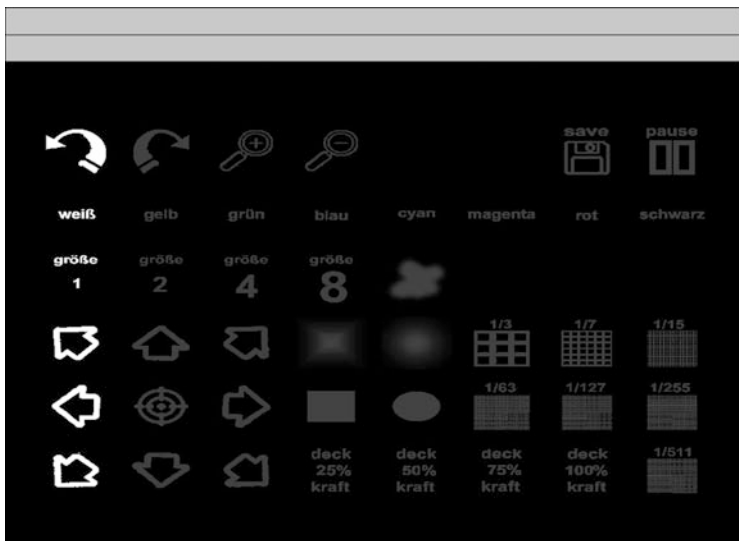 save pause
weiß gelb grün blau cyan magenta rot schwarz
größe größe größe größe
1 2 4 8
1/3 1/7 1/15
1/63 1/127 1/255
deck deck deck deck 1/511
25% 50% 75% 100%
kraft kraft kraft kraft